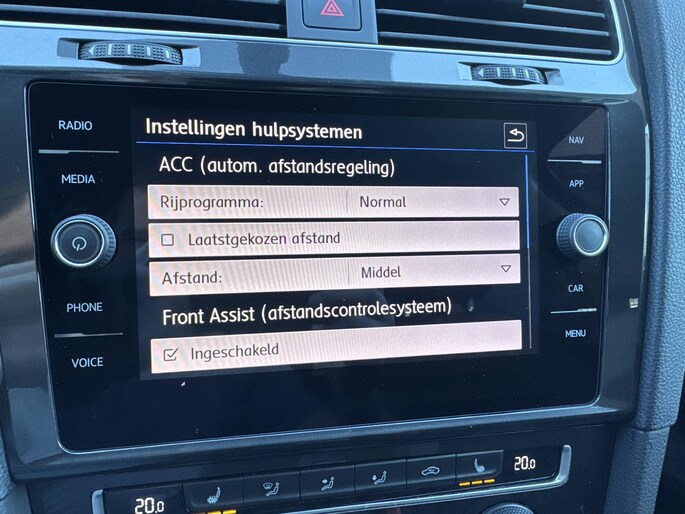 RADIO
MEDIA
PHONE
VOICE
Instellingen hulpsystemen
ACC (autom. afstandsregeling)
Rijprogramma: Normal
Laatstgekozen afstand
Afstand: Middel
Front Assist (afstandscontrolesysteem)
Ingeschakeld
NAV
APP
CAR
MENU
20.0
20.0